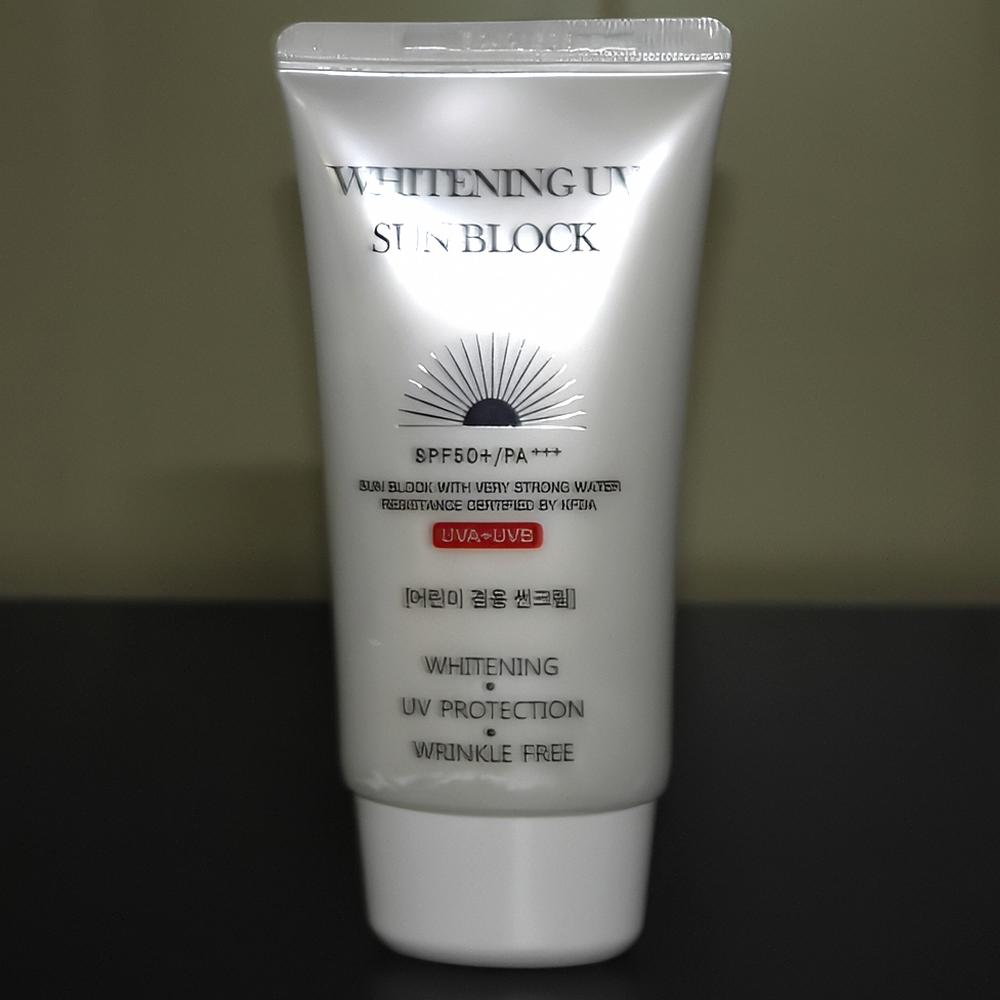 WHITENING UV
SUN BLOCK
SPF50+/PA+++
SUN BLOCK WITH VERY STRONG WATER
RESISTANCE CERTIFIED BY KFDA
UVA+UVB
[어린이 겸용 썬크림]
WHITENING
•
UV PROTECTION
•
WRINKLE FREE